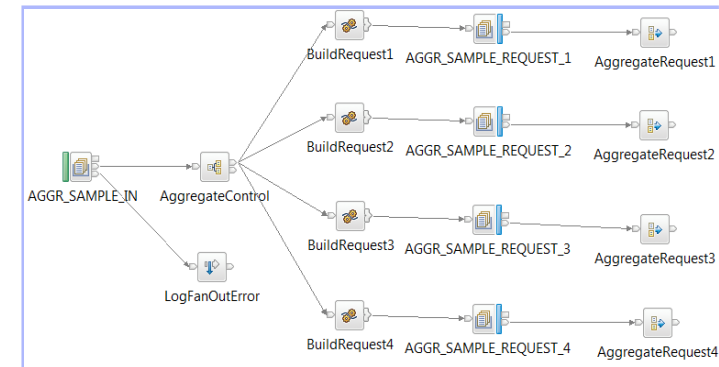 BuildRequest1
AGGR_SAMPLE_REQUEST_1
AggregateRequest1
BuildRequest2
AGGR_SAMPLE_REQUEST_2
AggregateRequest2
AGGR_SAMPLE_IN
AggregateControl
BuildRequest3
AGGR_SAMPLE_REQUEST_3
AggregateRequest3
LogFanOutError
BuildRequest4
AGGR_SAMPLE_REQUEST_4
AggregateRequest4